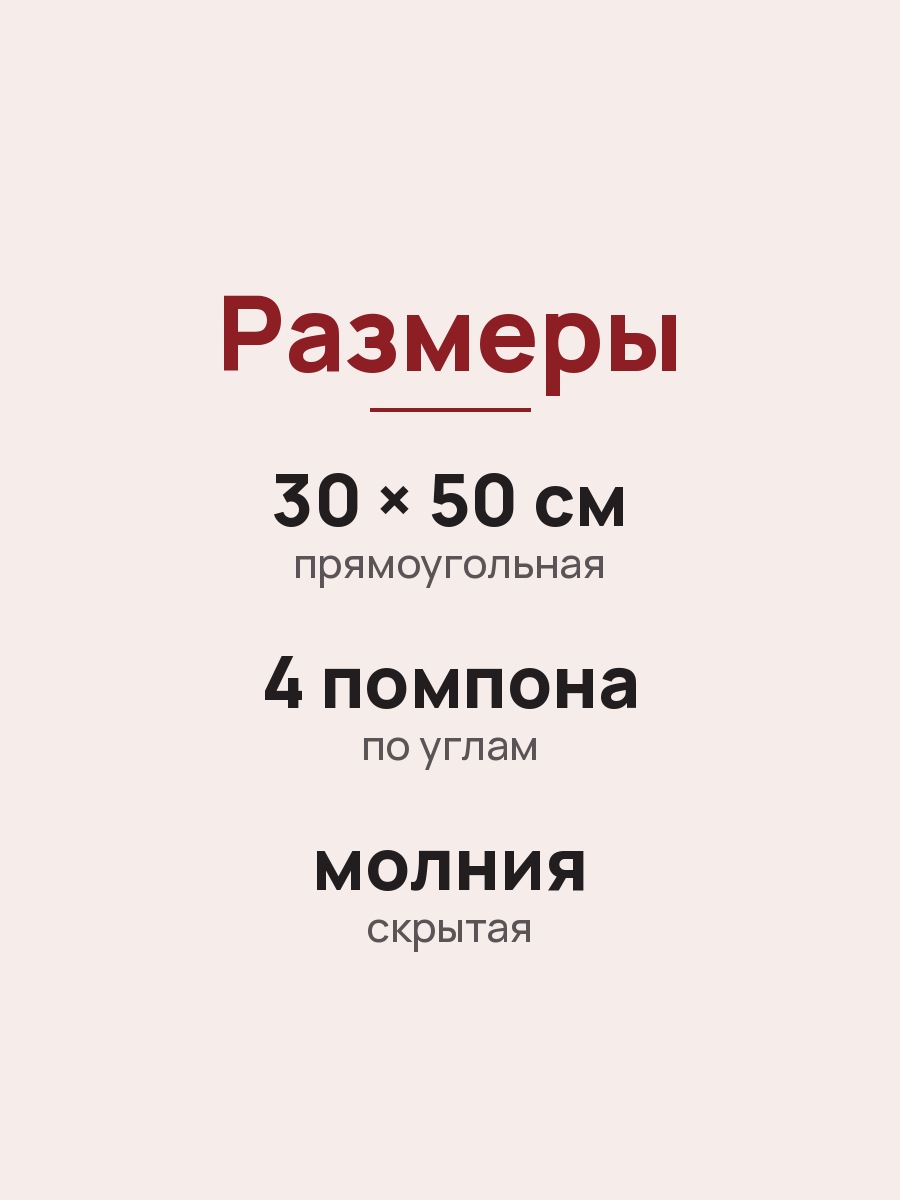 Размеры
30 × 50 см
прямоугольная
4 помпона
по углам
молния
скрытая